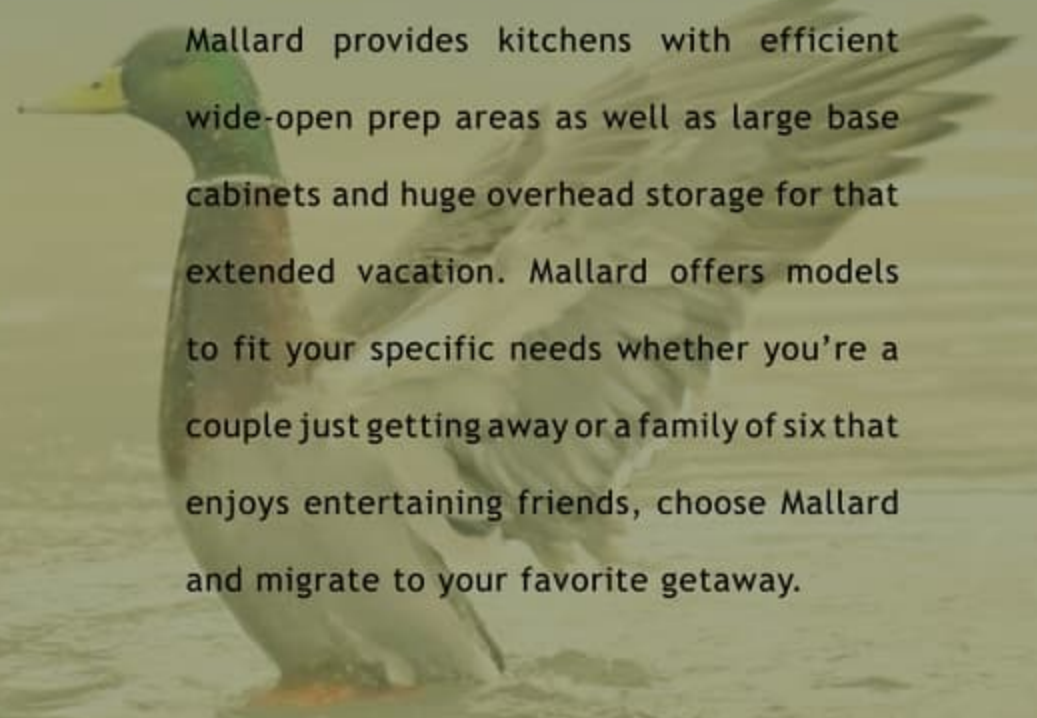 Mallard provides kitchens with efficient
wide-open prep areas as well as large base
cabinets and huge overhead storage for that
extended vacation. Mallard offers models
to fit your specific needs whether you’re a
couple just getting away or a family of six that
enjoys entertaining friends, choose Mallard
and migrate to your favorite getaway.